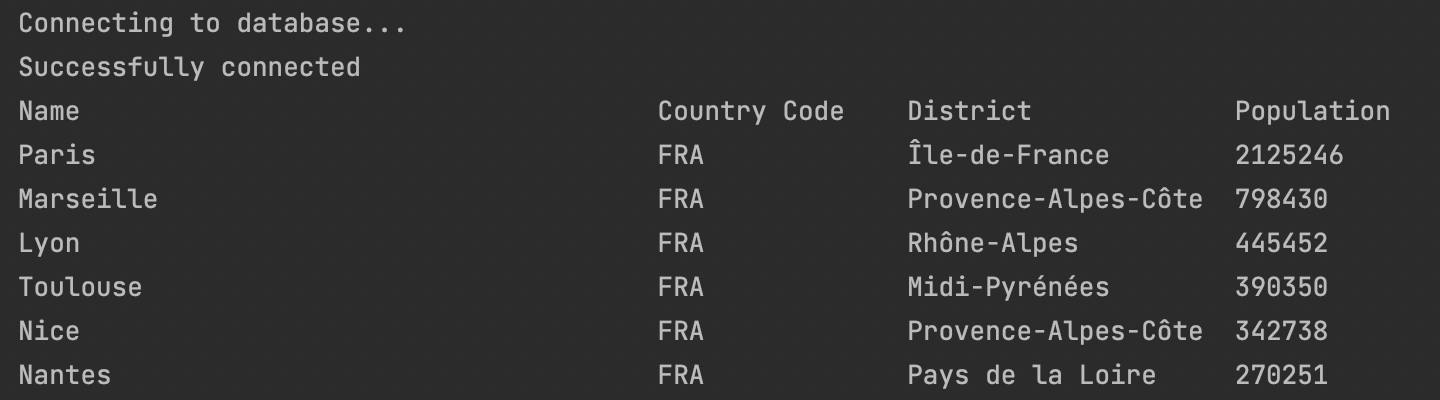 Connecting to database...
Successfully connected
Name Country Code District Population
Paris FRA Île-de-France 2125246
Marseille FRA Provence-Alpes-Côte 798430
Lyon FRA Rhône-Alpes 445452
Toulouse FRA Midi-Pyrénées 390350
Nice FRA Provence-Alpes-Côte 342738
Nantes FRA Pays de la Loire 270251